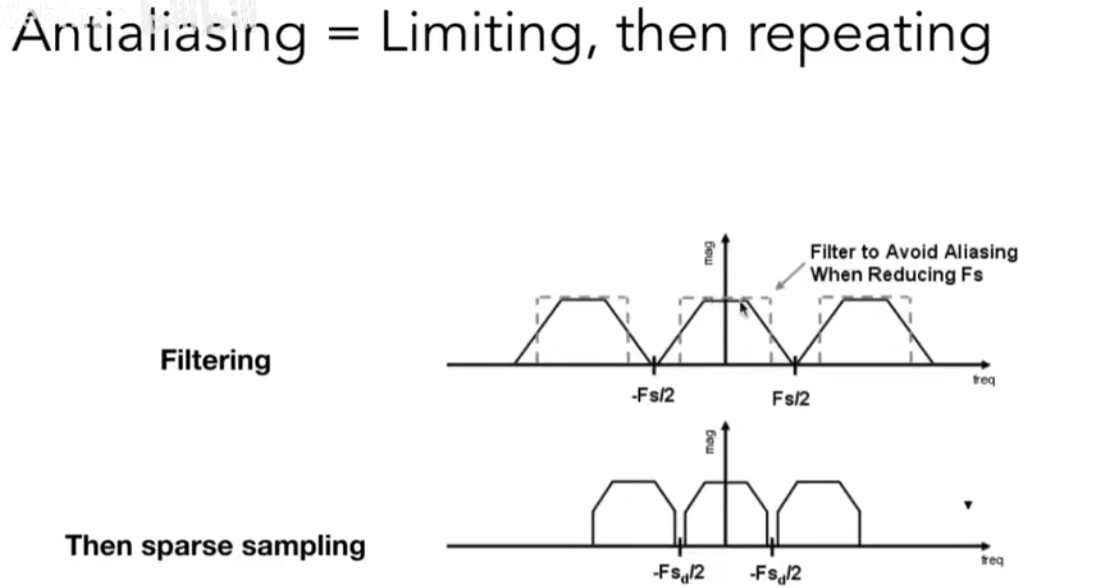 Antialiasing = Limiting, then repeating
mag
Filter to Avoid Aliasing
When Reducing Fs
Filtering
-Fs/2
Fs/2
freq
mag
Then sparse sampling
-Fsd/2
-Fsd/2
freq